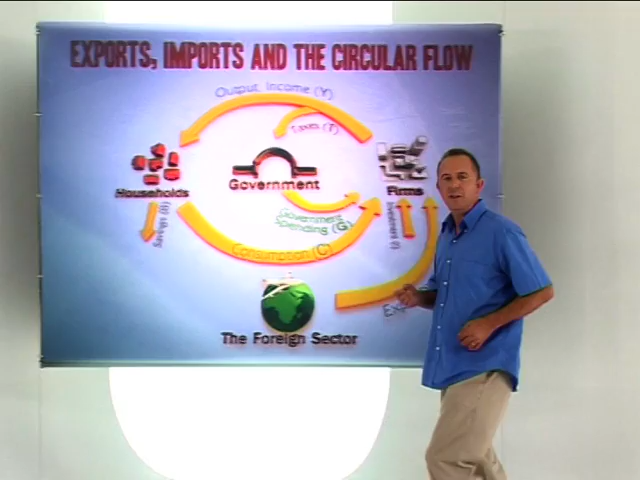 EXPORTS, IMPORTS AND THE CIRCULAR FLOW
Output, Income (Y)
Taxes (T)
Households
Government
Firms
Savings (S)
Government
Spending (G)
Investment (I)
Consumption (C)
The Foreign Sector